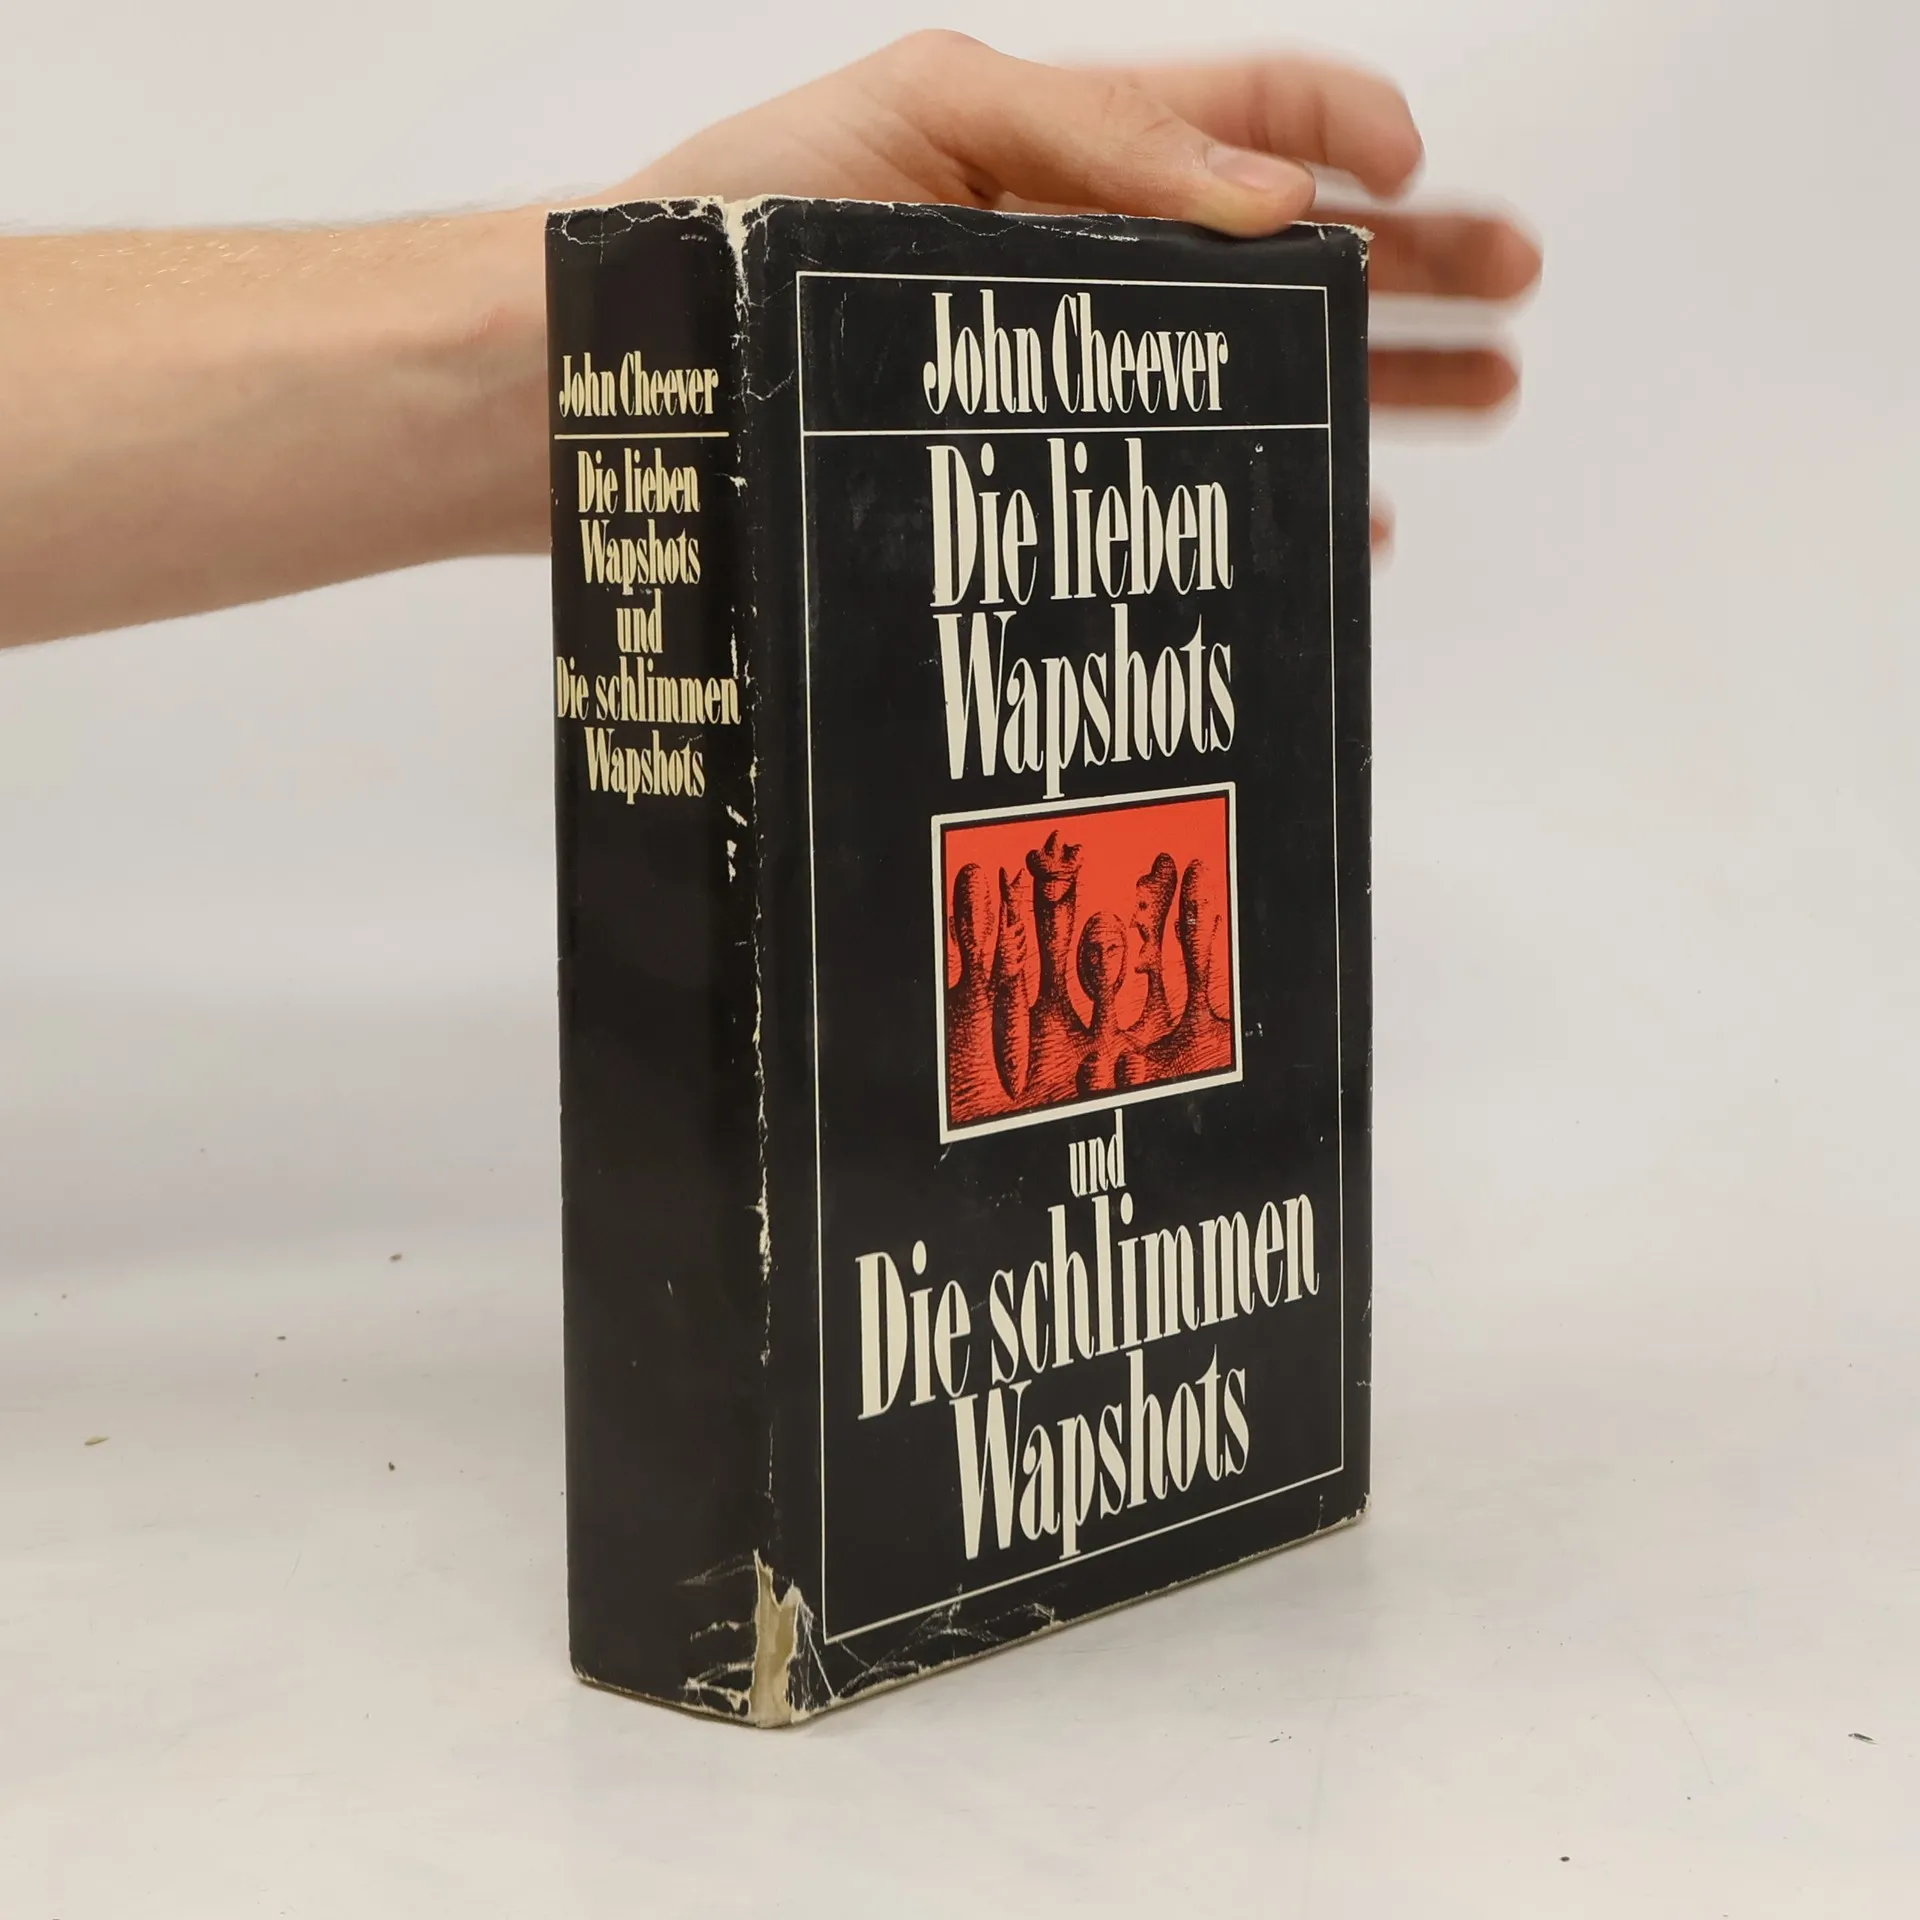 John Cheever
Die lieben
Wapshots
und
Die schlimmen
Wapshots
John Cheever
Die lieben
Wapshots
und
Die schlimmen
Wapshots